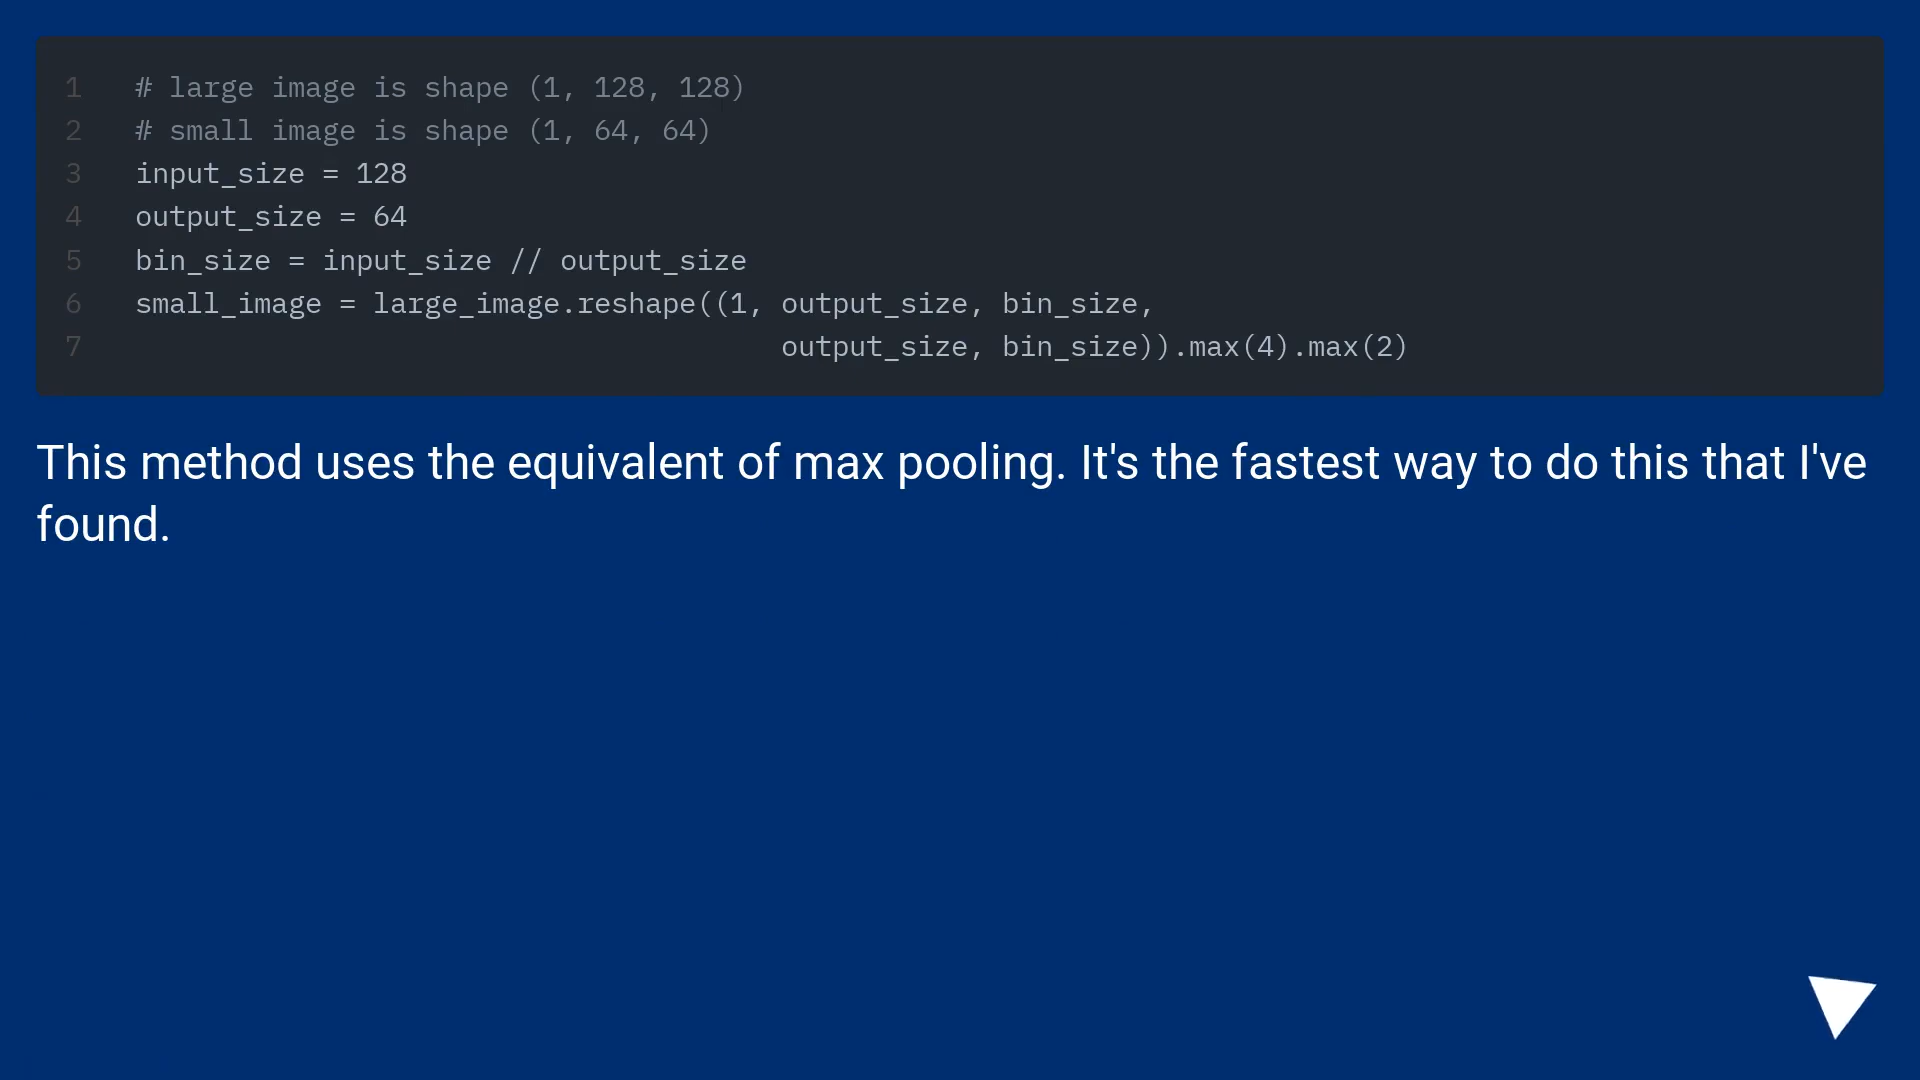 1 # large image is shape (1, 128, 128)
2 # small image is shape (1, 64, 64)
3 input_size = 128
4 output_size = 64
5 bin_size = input_size // output_size
6 small_image = large_image.reshape((1, output_size, bin_size,
7                                       output_size, bin_size)).max(4).max(2)
This method uses the equivalent of max pooling. It's the fastest way to do this that I've
found.